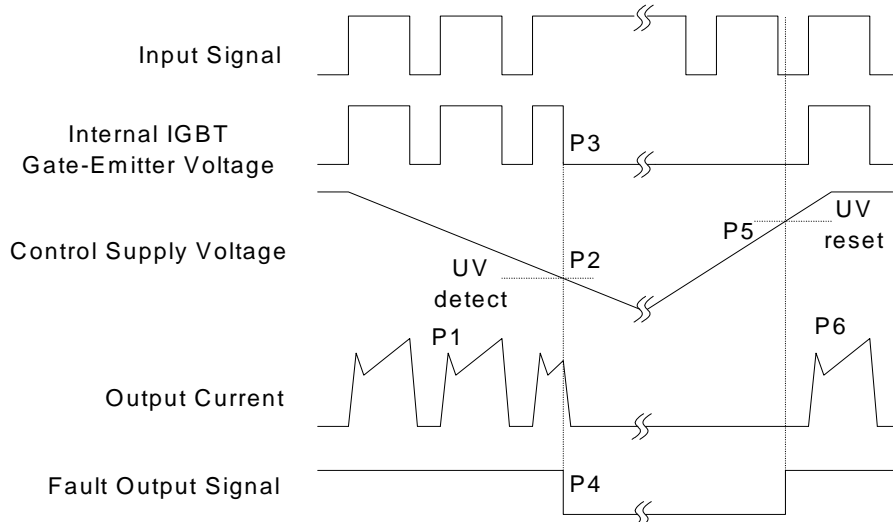 Input Signal
Internal IGBT
Gate-Emitter Voltage
P3
Control Supply Voltage
P2
UV
detect
P5
UV
reset
P1
P6
Output Current
Fault Output Signal
P4